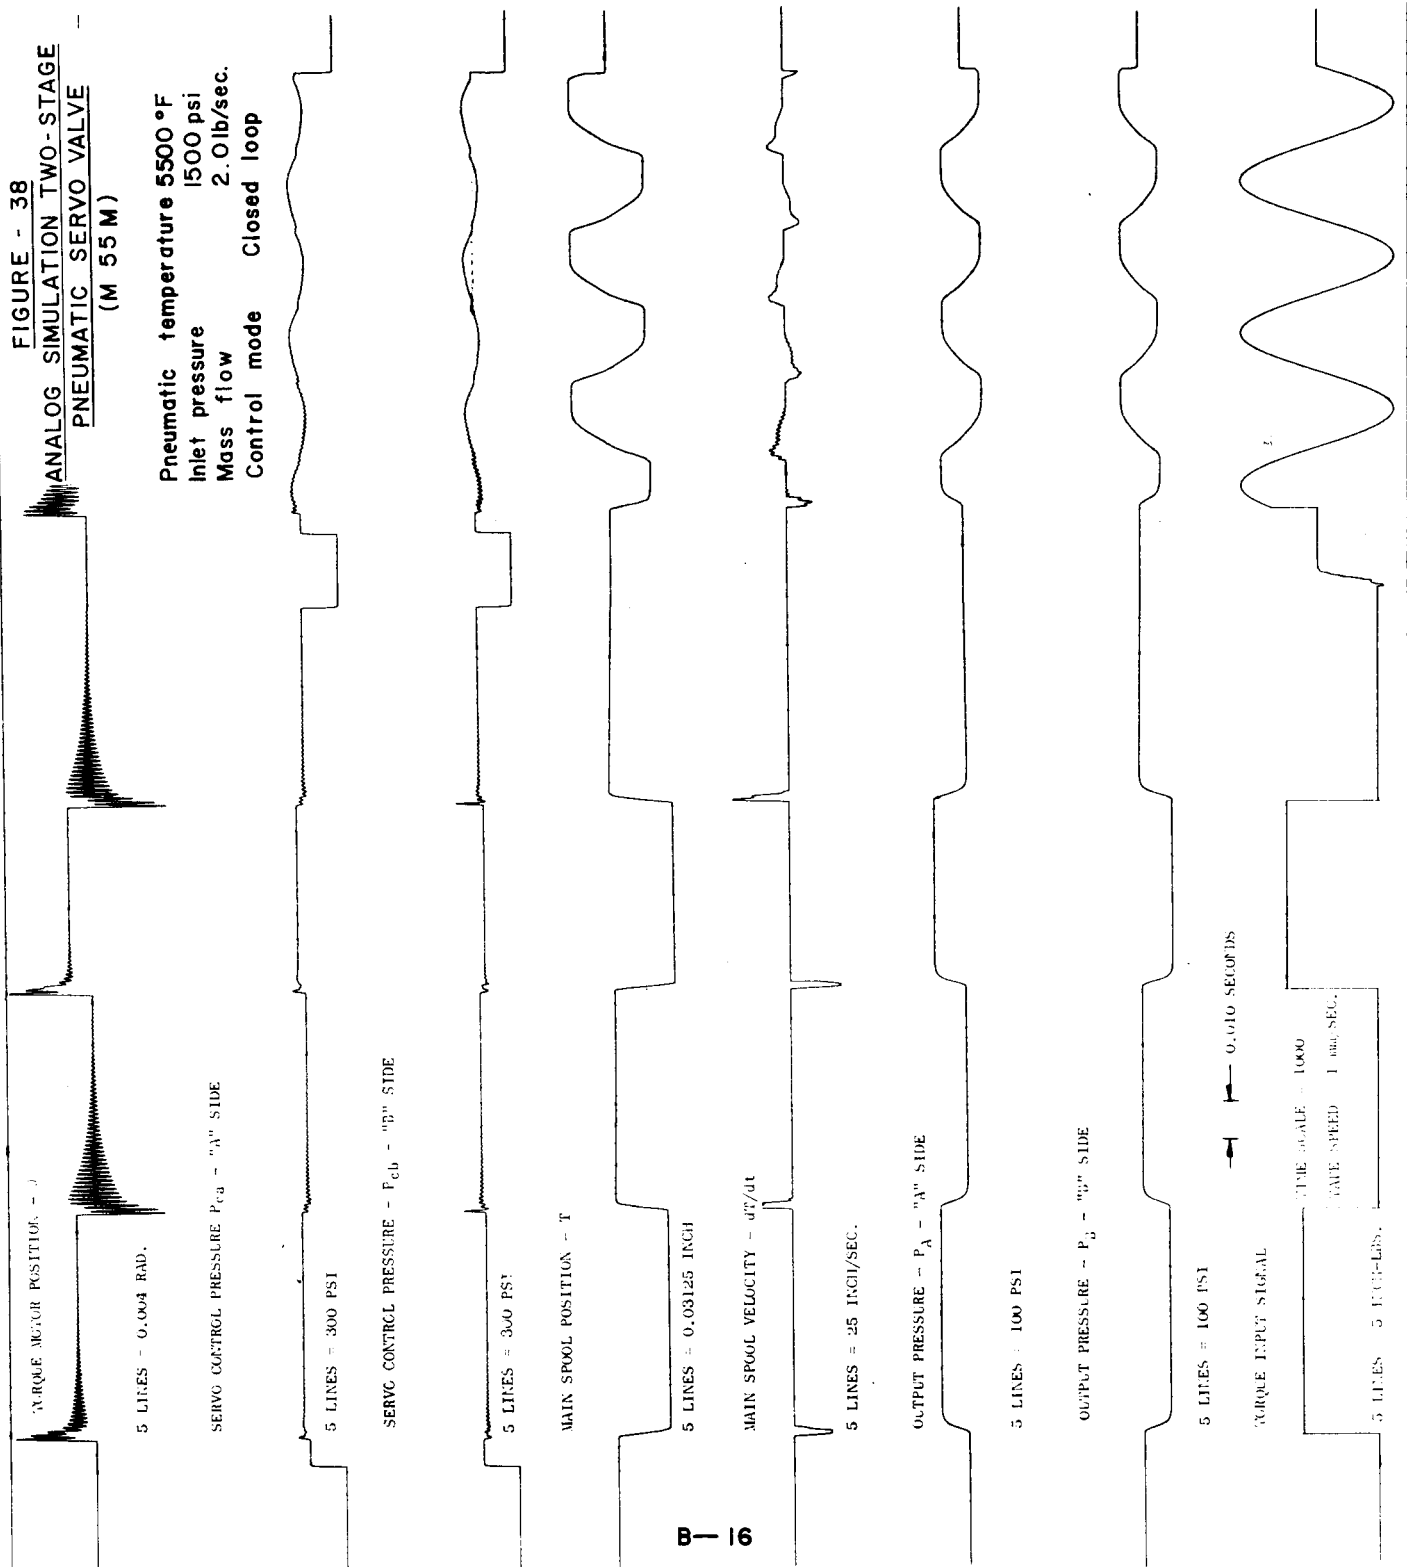 FIGURE - 38
ANALOG SIMULATION TWO-STAGE
PNEUMATIC SERVO VALVE
(M 55 M)
Pneumatic temperature 5500 °F
Inlet pressure 1500 psi
Mass flow 2.0 lb/sec.
Control mode Closed loop
TORQUE MOTOR POSITION -
5 LINES - 0.004 RAD.
SERVO CONTROL PRESSURE Pca - "A" SIDE
5 LINES = 300 PSI
SERVO CONTROL PRESSURE - Pcb - "B" SIDE
5 LINES = 300 PSI
MAIN SPOOL POSITION - T
5 LINES = 0.03125 INCH
MAIN SPOOL VELOCITY - dT/dt
5 LINES = 25 INCH/SEC.
OUTPUT PRESSURE - PA - "A" SIDE
5 LINES = 100 PSI
OUTPUT PRESSURE - PB - "B" SIDE
5 LINES = 100 PSI
0.010 SECONDS
TORQUE INPUT SIGNAL
TIME SCALE - 1000
TAPE SPEED 1 mm/SEC.
5 LINES 5 INCH-LBS.
B-16